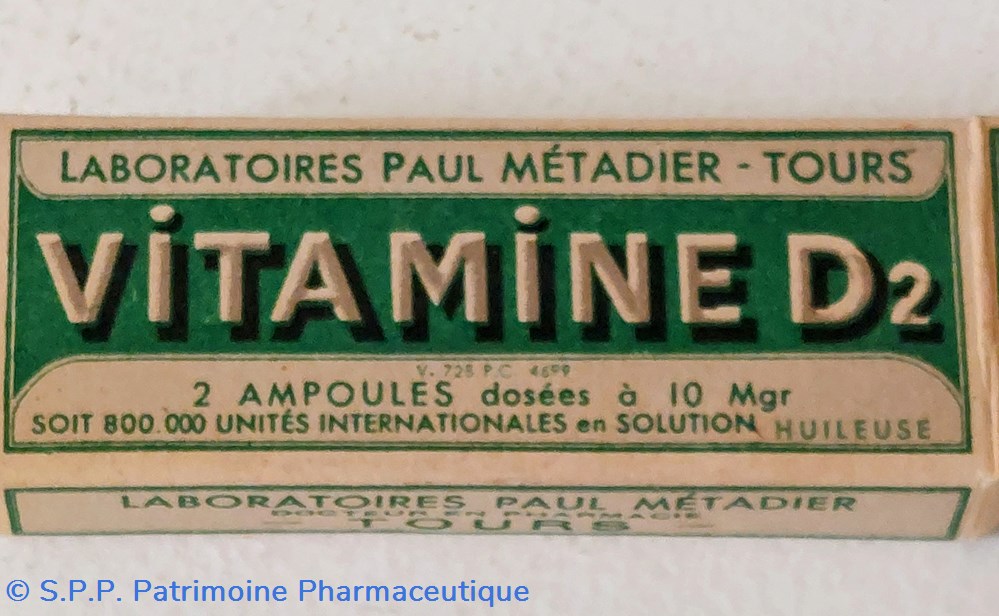 LABORATOIRES PAUL MÉTADIER - TOURS
ViTAMiNE D2
V. 728 P.C. 4699
2 AMPOULES dosées à 10 Mgr
SOIT 800.000 UNITÉS INTERNATIONALES en SOLUTION HUILEUSE
LABORATOIRES PAUL MÉTADIER
DOCTEUR EN PHARMACIE
- TOURS -
© S.P.P. Patrimoine Pharmaceutique